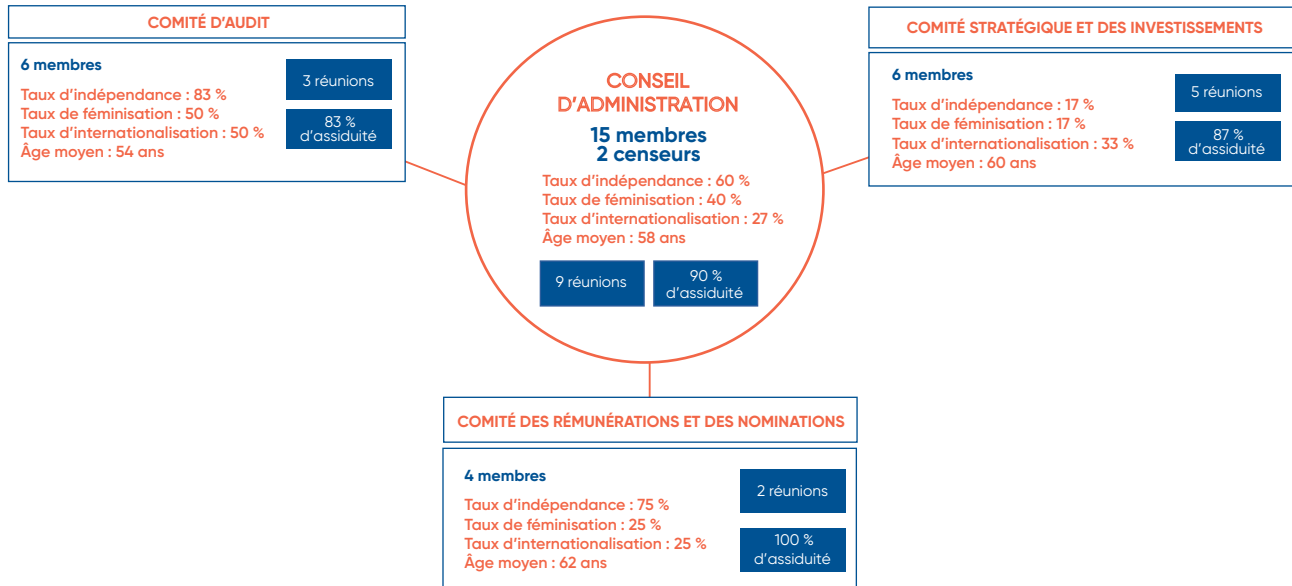 COMITÉ D'AUDIT
6 membres
Taux d'indépendance : 83 %
Taux de féminisation : 50 %
Taux d'internationalisation : 50 %
Âge moyen : 54 ans
3 réunions
83 %
d'assiduité
CONSEIL
D'ADMINISTRATION
15 membres
2 censeurs
Taux d'indépendance : 60 %
Taux de féminisation : 40 %
Taux d'internationalisation : 27 %
Âge moyen : 58 ans
9 réunions
90 %
d'assiduité
COMITÉ STRATÉGIQUE ET DES INVESTISSEMENTS
6 membres
Taux d'indépendance : 17 %
Taux de féminisation : 17 %
Taux d'internationalisation : 33 %
Âge moyen : 60 ans
5 réunions
87 %
d'assiduité
COMITÉ DES RÉMUNÉRATIONS ET DES NOMINATIONS
4 membres
Taux d'indépendance : 75 %
Taux de féminisation : 25 %
Taux d'internationalisation : 25 %
Âge moyen : 62 ans
2 réunions
100 %
d'assiduité